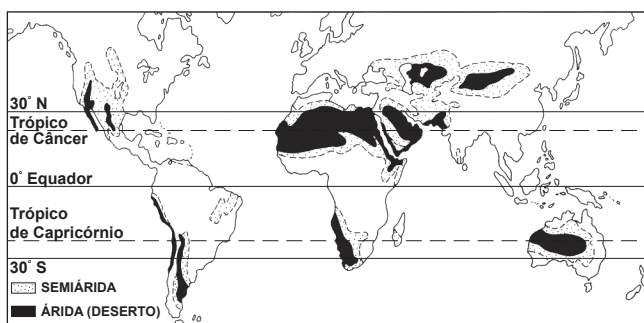 30° N
Trópico
de Câncer
0° Equador
Trópico
de Capricórnio
30° S
SEMIÁRIDA
ÁRIDA (DESERTO)